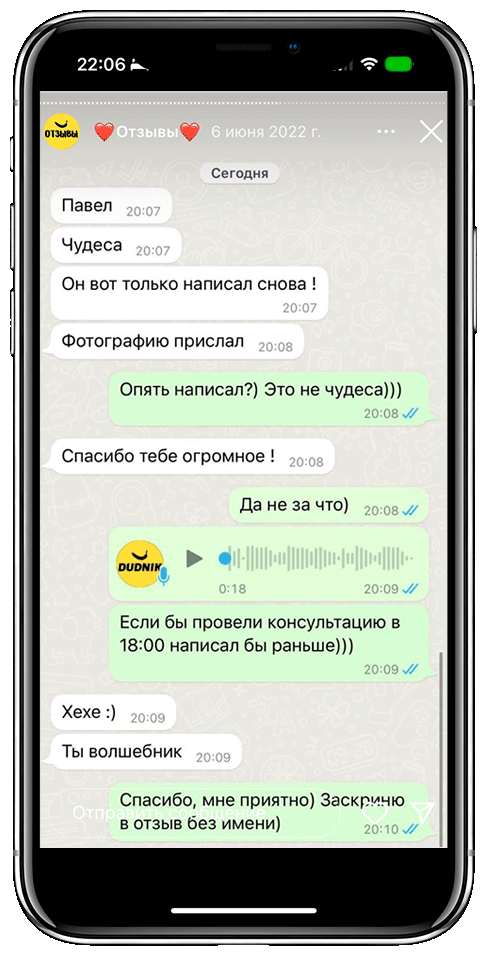 22:06
ОТЗЫВЫ
❤️Отзывы❤️ 6 июня 2022 г.
Сегодня
Павел 20:07
Чудеса 20:07
Он вот только написал снова !
20:07
Фотографию прислал 20:08
Опять написал?) Это не чудеса)))
20:08
Спасибо тебе огромное ! 20:08
Да не за что) 20:08
DUDNIK
0:18 20:09
Если бы провели консультацию в
18:00 написал бы раньше)))
20:09
Хехе :) 20:09
Ты волшебник 20:09
Спасибо, мне приятно) Заскриню
Отправить сообщение
в отзыв без имени)
20:10